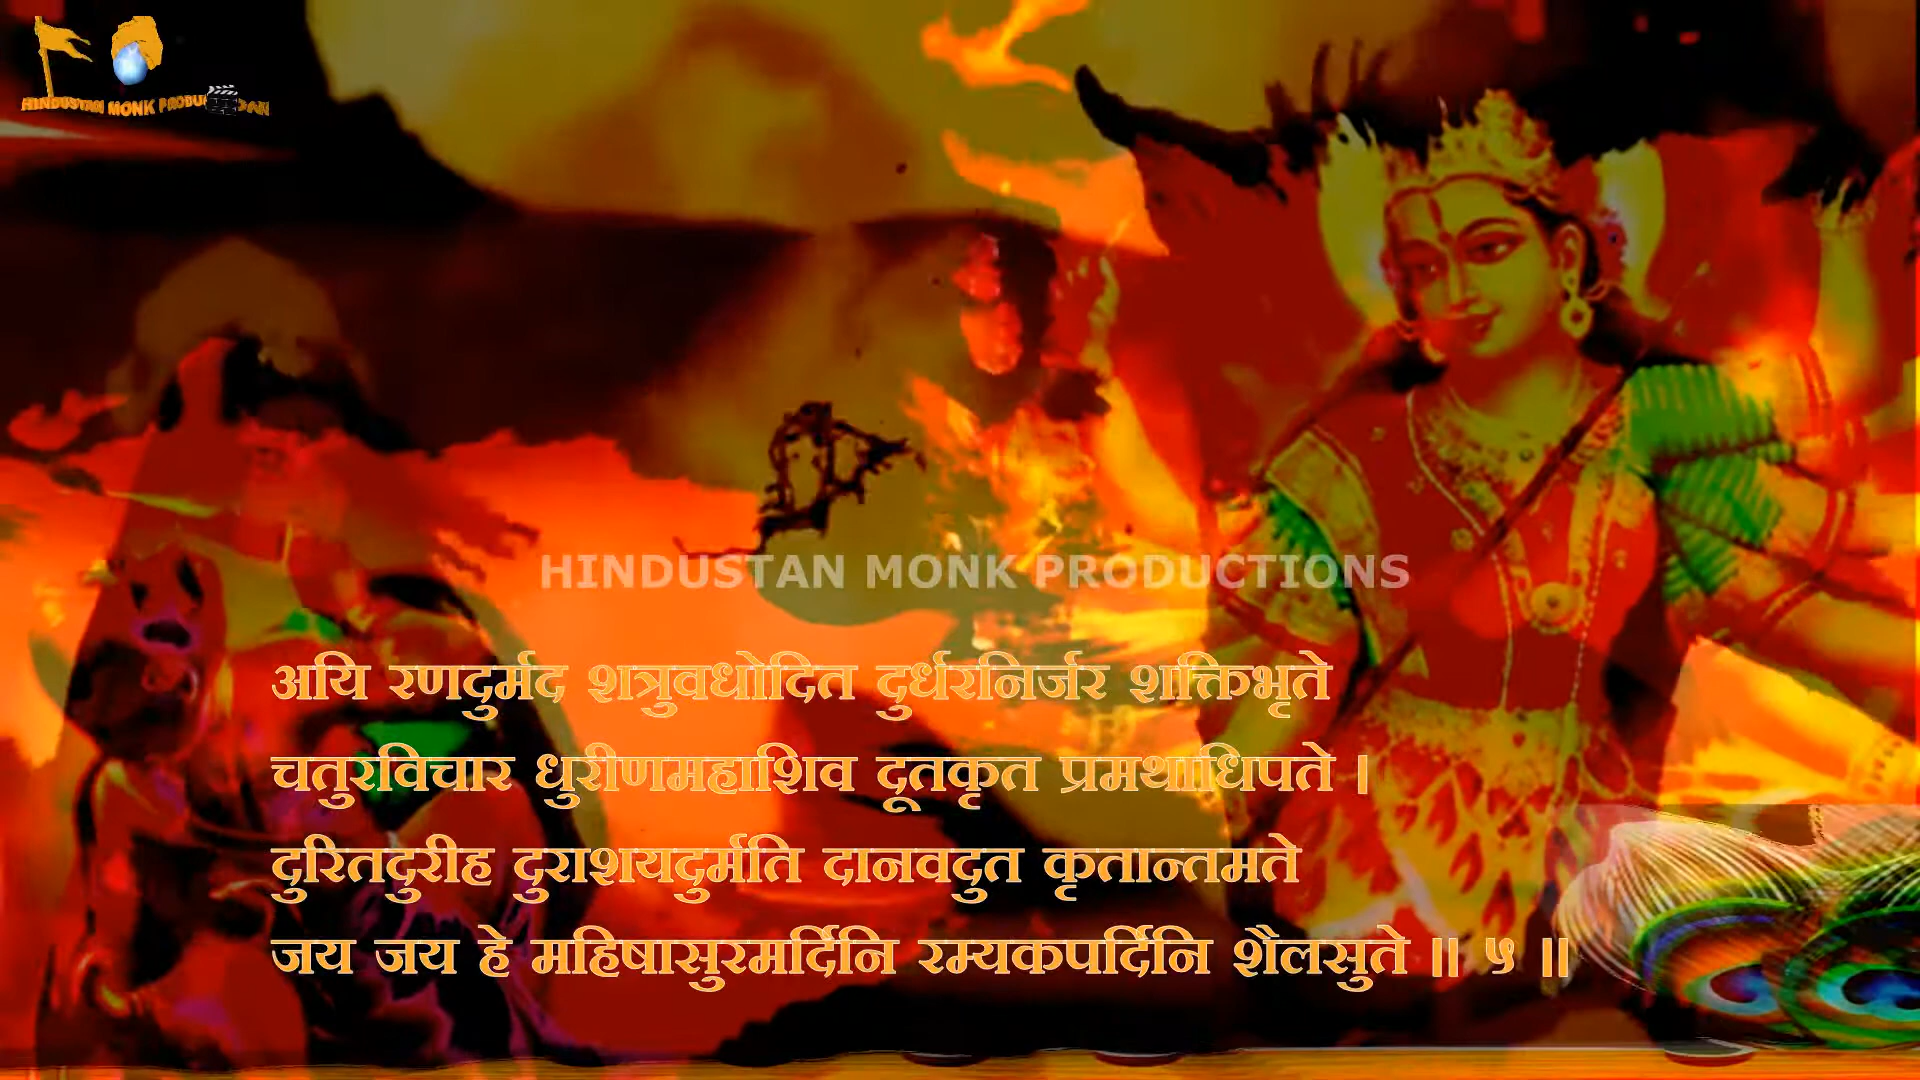 HINDUSTAN MONK PRODUC
HINDUSTAN MONK PRODUCTIONS
अयि रणदुर्मद शत्रुवधोदित दुर्धरनिर्जर शक्तिभृते
चतुरविचार धुरीणमहाशिव दूतकृत प्रमथाधिपते ।
दुरितदुरीह दुराशयदुर्मति दानवदुत कृतान्तमते
जय जय हे महिषासुरमर्दिनि रम्यकपर्दिनि शैलसुते ॥ ५ ॥